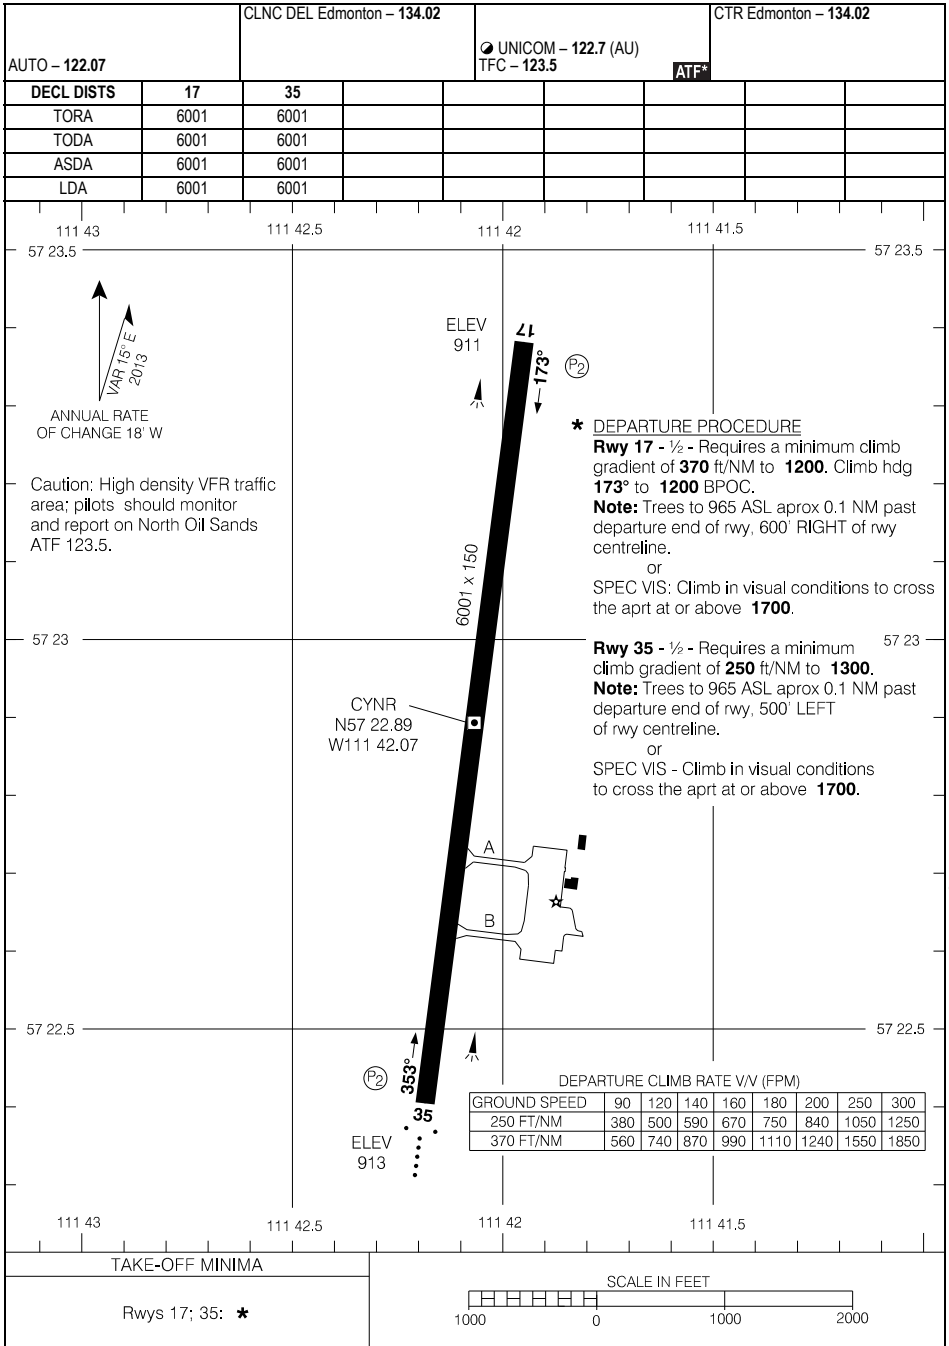 CLNC DEL Edmonton – 134.02
CTR Edmonton – 134.02
UNICOM – 122.7 (AU)
AUTO – 122.07
TFC – 123.5
ATF*
DECL DISTS 17 35
TORA 6001 6001
TODA 6001 6001
ASDA 6001 6001
LDA 6001 6001
111 43 111 42.5 111 42 111 41.5
57 23.5 57 23.5
VAR 15° E
2013
ANNUAL RATE
OF CHANGE 18' W
ELEV
911
17
173°
P2
Caution: High density VFR traffic
area; pilots should monitor
and report on North Oil Sands
ATF 123.5.
* DEPARTURE PROCEDURE
Rwy 17 - ½ - Requires a minimum climb
gradient of 370 ft/NM to 1200. Climb hdg
173° to 1200 BPOC.
Note: Trees to 965 ASL aprox 0.1 NM past
departure end of rwy, 600' RIGHT of rwy
centreline.
or
SPEC VIS: Climb in visual conditions to cross
the aprt at or above 1700.
6001 x 150
57 23 57 23
Rwy 35 - ½ - Requires a minimum
climb gradient of 250 ft/NM to 1300.
Note: Trees to 965 ASL aprox 0.1 NM past
departure end of rwy, 500' LEFT
of rwy centreline.
or
SPEC VIS - Climb in visual conditions
to cross the aprt at or above 1700.
CYNR
N57 22.89
W111 42.07
A
B
57 22.5 57 22.5
P2
353°
35
ELEV
913
DEPARTURE CLIMB RATE V/V (FPM)
GROUND SPEED 90 120 140 160 180 200 250 300
250 FT/NM 380 500 590 670 750 840 1050 1250
370 FT/NM 560 740 870 990 1110 1240 1550 1850
111 43 111 42.5 111 42 111 41.5
TAKE-OFF MINIMA
Rwys 17; 35: *
SCALE IN FEET
1000 0 1000 2000